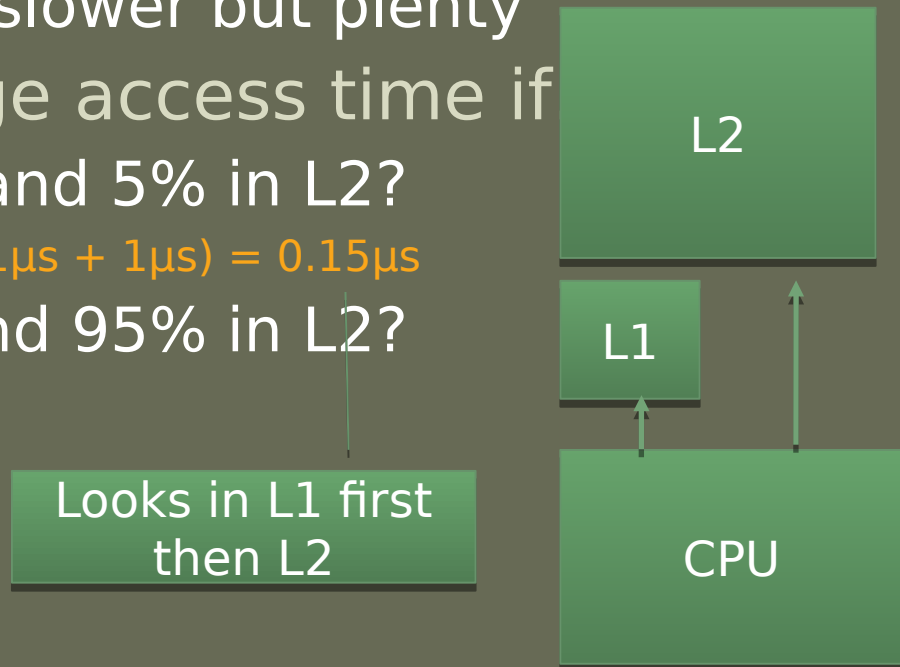 slower but plenty
ge access time if
and 5% in L2?
1µs + 1µs) = 0.15µs
nd 95% in L2?
Looks in L1 first
then L2
L2
L1
CPU